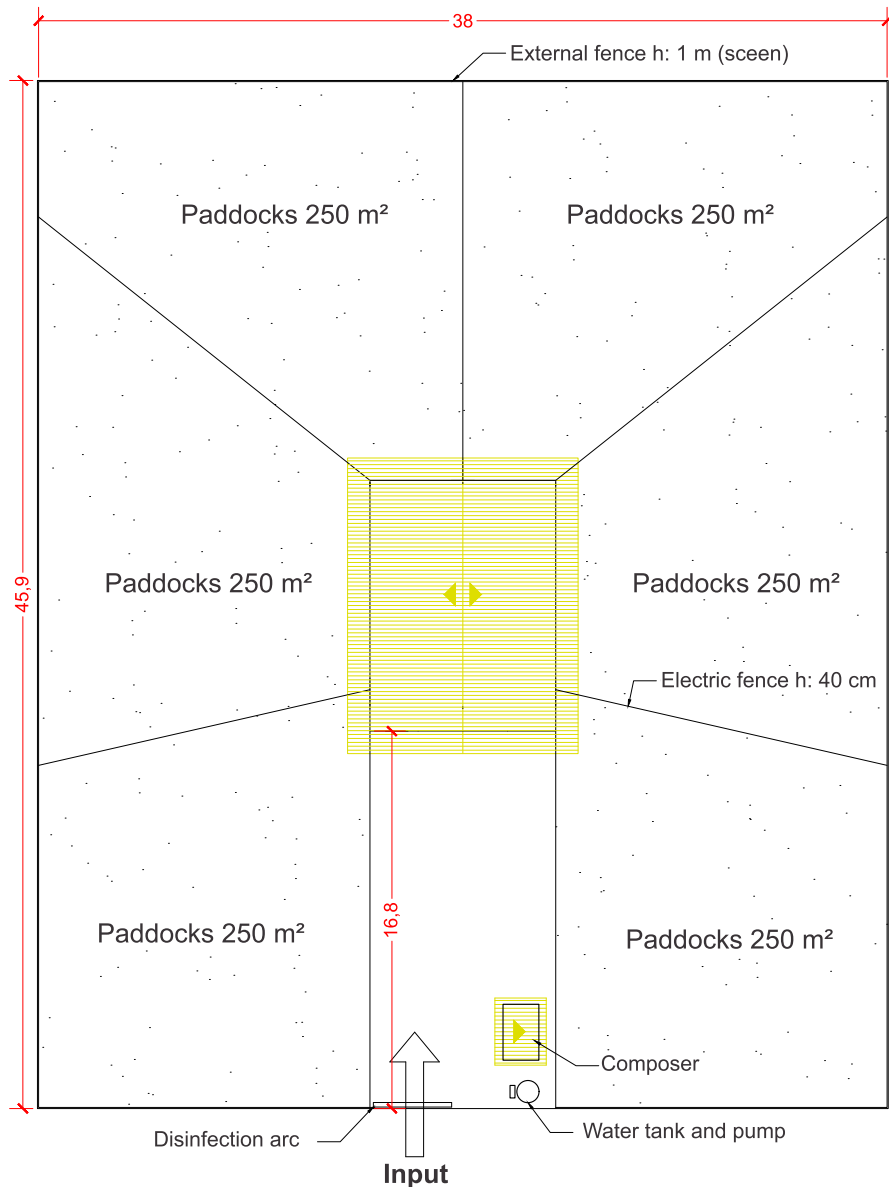 38
External fence h: 1 m (sceen)
Paddocks 250 m²
Paddocks 250 m²
45,9
Paddocks 250 m²
Paddocks 250 m²
Electric fence h: 40 cm
16,8
Paddocks 250 m²
Paddocks 250 m²
Composer
Disinfection arc
Water tank and pump
Input